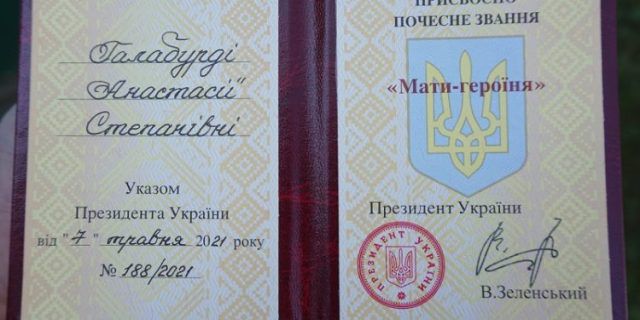 Галабурді
Анастасії
Степанівні
Указом
Президента України
від "7" травня 2021 року
№ 188/2021
ПРИСВОЄНО
ПОЧЕСНЕ ЗВАННЯ
«Мати-героїня»
Президент України
ПРЕЗИДЕНТ УКРАЇНИ
В.Зеленський